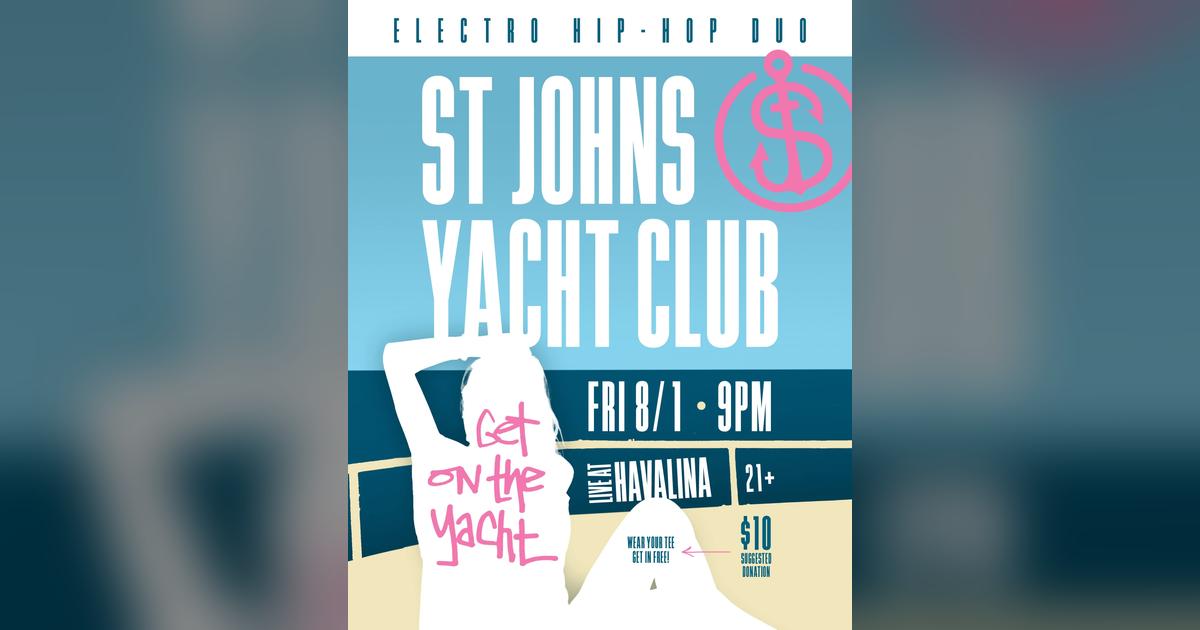 ELECTRO HIP-HOP DUO
ST JOHNS
YACHT CLUB
FRI 8/1 • 9PM
LIVE AT HAVALINA
21+
Get
on the
yacht
WEAR YOUR TEE
GET IN FREE!
$10
SUGGESTED
DONATION